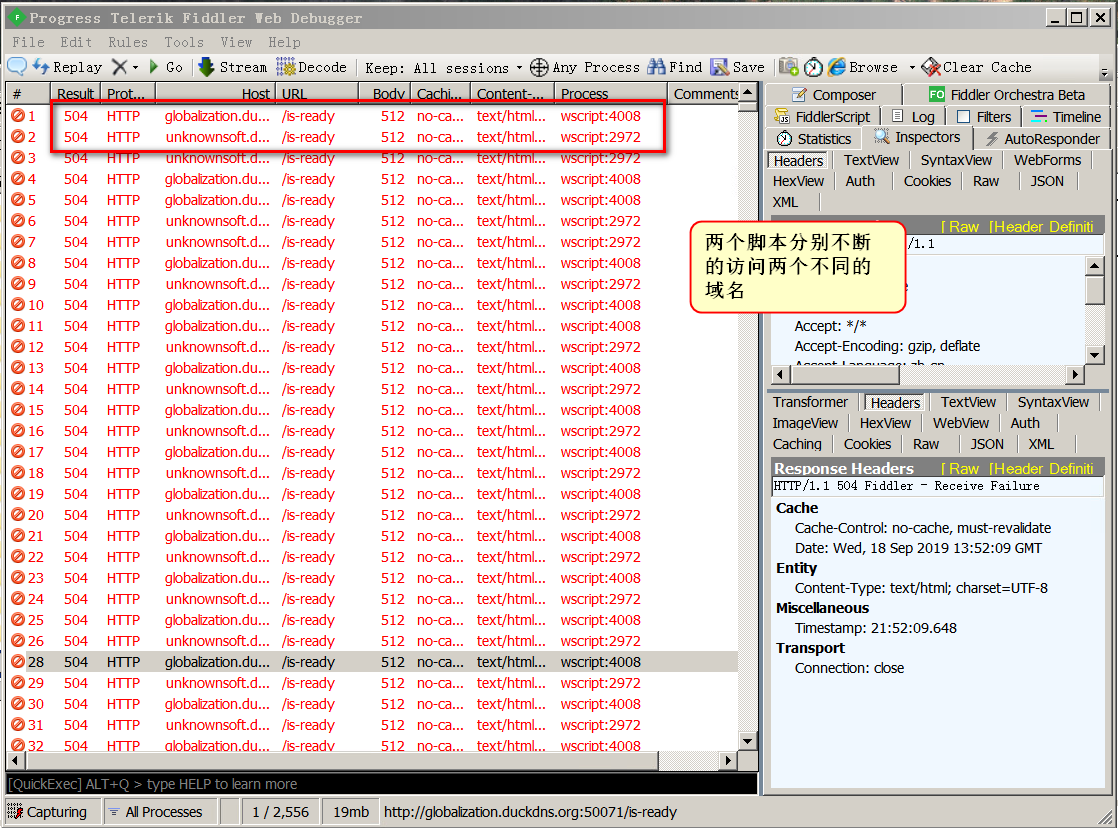 Progress Telerik Fiddler Web Debugger
File Edit Rules Tools View Help
Replay Go Stream Decode Keep: All sessions Any Process Find Save Browse Clear Cache
# Result Prot... Host URL Body Cachi... Content-... Process Comments
1 504 HTTP globalization.du... /is-ready 512 no-ca... text/html... wscript:4008
2 504 HTTP unknownsoft.d... /is-ready 512 no-ca... text/html... wscript:2972
3 504 HTTP unknownsoft.d... /is-ready 512 no-ca... text/html... wscript:2972
4 504 HTTP globalization.du... /is-ready 512 no-ca... text/html... wscript:4008
5 504 HTTP globalization.du... /is-ready 512 no-ca... text/html... wscript:4008
6 504 HTTP unknownsoft.d... /is-ready 512 no-ca... text/html... wscript:2972
7 504 HTTP unknownsoft.d... /is-ready 512 no-ca... text/html... wscript:2972
8 504 HTTP globalization.du... /is-ready 512 no-ca... text/html... wscript:4008
9 504 HTTP unknownsoft.d... /is-ready 512 no-ca... text/html... wscript:2972
10 504 HTTP globalization.du... /is-ready 512 no-ca... text/html... wscript:4008
11 504 HTTP globalization.du... /is-ready 512 no-ca... text/html... wscript:4008
12 504 HTTP unknownsoft.d... /is-ready 512 no-ca... text/html... wscript:2972
13 504 HTTP globalization.du... /is-ready 512 no-ca... text/html... wscript:4008
14 504 HTTP unknownsoft.d... /is-ready 512 no-ca... text/html... wscript:2972
15 504 HTTP globalization.du... /is-ready 512 no-ca... text/html... wscript:4008
16 504 HTTP unknownsoft.d... /is-ready 512 no-ca... text/html... wscript:2972
17 504 HTTP globalization.du... /is-ready 512 no-ca... text/html... wscript:4008
18 504 HTTP unknownsoft.d... /is-ready 512 no-ca... text/html... wscript:2972
19 504 HTTP globalization.du... /is-ready 512 no-ca... text/html... wscript:4008
20 504 HTTP unknownsoft.d... /is-ready 512 no-ca... text/html... wscript:2972
21 504 HTTP globalization.du... /is-ready 512 no-ca... text/html... wscript:4008
22 504 HTTP unknownsoft.d... /is-ready 512 no-ca... text/html... wscript:2972
23 504 HTTP globalization.du... /is-ready 512 no-ca... text/html... wscript:4008
24 504 HTTP unknownsoft.d... /is-ready 512 no-ca... text/html... wscript:2972
25 504 HTTP globalization.du... /is-ready 512 no-ca... text/html... wscript:4008
26 504 HTTP unknownsoft.d... /is-ready 512 no-ca... text/html... wscript:2972
28 504 HTTP globalization.du... /is-ready 512 no-ca... text/html... wscript:4008
29 504 HTTP unknownsoft.d... /is-ready 512 no-ca... text/html... wscript:2972
30 504 HTTP globalization.du... /is-ready 512 no-ca... text/html... wscript:4008
31 504 HTTP unknownsoft.d... /is-ready 512 no-ca... text/html... wscript:2972
32 504 HTTP globalization.du... /is-ready 512 no-ca... text/html... wscript:4008
两个脚本分别不断
的访问两个不同的
域名
Composer FO Fiddler Orchestra Beta
FiddlerScript Log Filters Timeline
Statistics Inspectors AutoResponder
Headers TextView SyntaxView WebForms
HexView Auth Cookies Raw JSON
XML
[ Raw [Header Definiti
/1.1
Accept: */*
Accept-Encoding: gzip, deflate
Accept-Language: zh-cn
Transformer Headers TextView SyntaxView
ImageView HexView WebView Auth
Caching Cookies Raw JSON XML
Response Headers [ Raw [Header Definiti
HTTP/1.1 504 Fiddler - Receive Failure
Cache
Cache-Control: no-cache, must-revalidate
Date: Wed, 18 Sep 2019 13:52:09 GMT
Entity
Content-Type: text/html; charset=UTF-8
Miscellaneous
Timestamp: 21:52:09.648
Transport
Connection: close
[QuickExec] ALT+Q > type HELP to learn more
Capturing All Processes 1 / 2,556 19mb http://globalization.duckdns.org:50071/is-ready